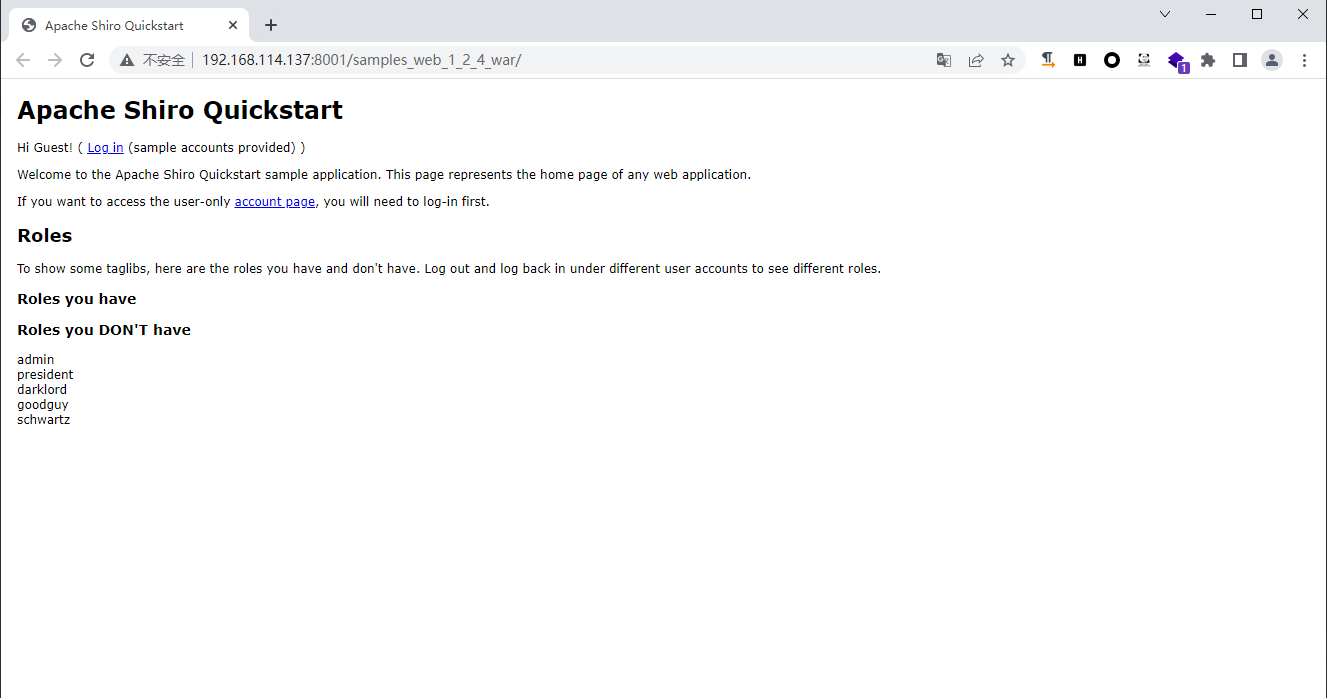 Apache Shiro Quickstart
不安全 192.168.114.137:8001/samples_web_1_2_4_war/
H
1
Apache Shiro Quickstart
Hi Guest! ( Log in (sample accounts provided) )
Welcome to the Apache Shiro Quickstart sample application. This page represents the home page of any web application.
If you want to access the user-only account page, you will need to log-in first.
Roles
To show some taglibs, here are the roles you have and don't have. Log out and log back in under different user accounts to see different roles.
Roles you have
Roles you DON'T have
admin
president
darklord
goodguy
schwartz